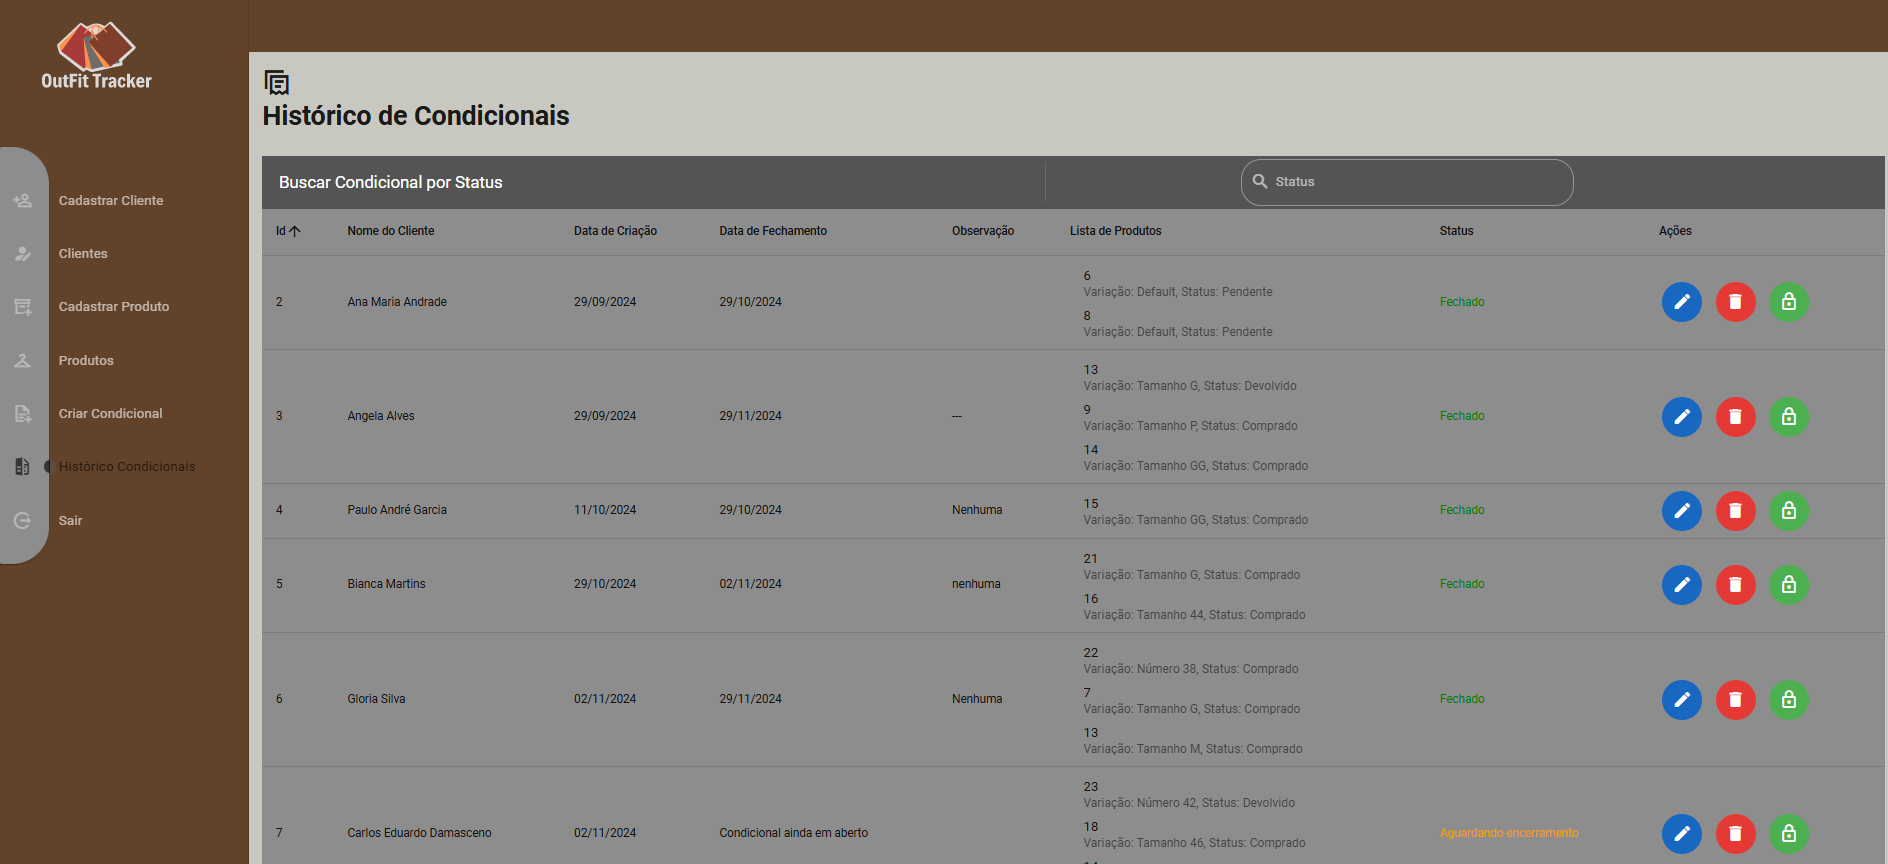 OutFit Tracker
Cadastrar Cliente
Clientes
Cadastrar Produto
Produtos
Criar Condicional
Histórico Condicionais
Sair
Histórico de Condicionais
Buscar Condicional por Status
Status
Id Nome do Cliente Data de Criação Data de Fechamento Observação Lista de Produtos Status Ações
6
Variação: Default, Status: Pendente
2 Ana Maria Andrade 29/09/2024 29/10/2024 Fechado
8
Variação: Default, Status: Pendente
13
Variação: Tamanho G, Status: Devolvido
9
3 Angela Alves 29/09/2024 29/11/2024 --- Fechado
Variação: Tamanho P, Status: Comprado
14
Variação: Tamanho GG, Status: Comprado
15
4 Paulo André Garcia 11/10/2024 29/10/2024 Nenhuma Fechado
Variação: Tamanho GG, Status: Comprado
21
Variação: Tamanho G, Status: Comprado
5 Bianca Martins 29/10/2024 02/11/2024 nenhuma Fechado
16
Variação: Tamanho 44, Status: Comprado
22
Variação: Número 38, Status: Comprado
7
6 Gloria Silva 02/11/2024 29/11/2024 Nenhuma Fechado
Variação: Tamanho G, Status: Comprado
13
Variação: Tamanho M, Status: Comprado
23
Variação: Número 42, Status: Devolvido
18
7 Carlos Eduardo Damasceno 02/11/2024 Condicional ainda em aberto Aguardando encerramento
Variação: Tamanho 46, Status: Comprado